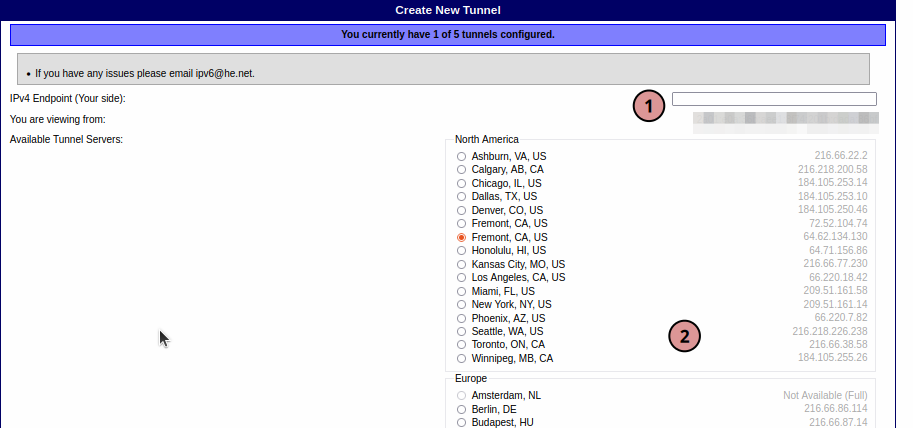 Create New Tunnel
You currently have 1 of 5 tunnels configured.
• If you have any issues please email ipv6@he.net.
IPv4 Endpoint (Your side):
1
You are viewing from:
Available Tunnel Servers:
North America
Ashburn, VA, US 216.66.22.2
Calgary, AB, CA 216.218.200.58
Chicago, IL, US 184.105.253.14
Dallas, TX, US 184.105.253.10
Denver, CO, US 184.105.250.46
Fremont, CA, US 72.52.104.74
Fremont, CA, US 64.62.134.130
Honolulu, HI, US 64.71.156.86
Kansas City, MO, US 216.66.77.230
Los Angeles, CA, US 66.220.18.42
Miami, FL, US 209.51.161.58
New York, NY, US 209.51.161.14
Phoenix, AZ, US 66.220.7.82
Seattle, WA, US 216.218.226.238
2
Toronto, ON, CA 216.66.38.58
Winnipeg, MB, CA 184.105.255.26
Europe
Amsterdam, NL Not Available (Full)
Berlin, DE 216.66.86.114
Budapest, HU 216.66.87.14